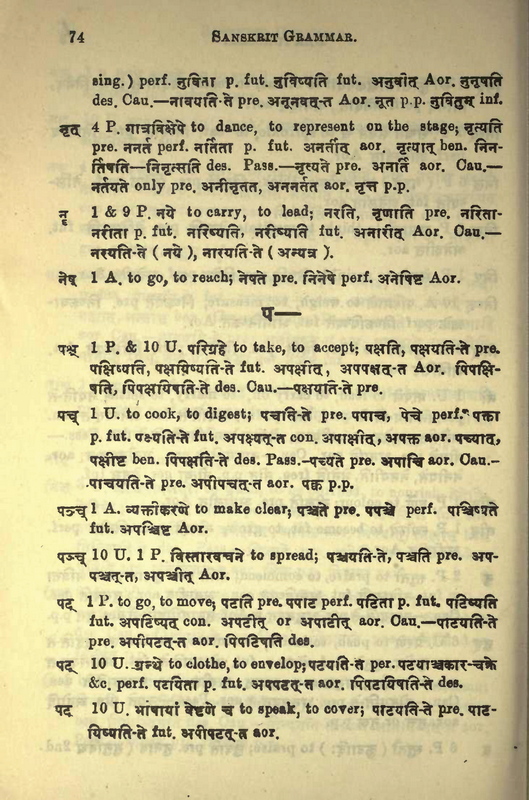 74 SANSKRIT GRAMMAR.
sing.) perf. नुविता p. fut. नुविष्यति fut. अनुवीत् Aor. नुनूषति
des. Cau.—नावयति-ते pre. अनूनवत्-त Aor. नूत p.p. नुवितुम् inf.
नृत् 4 P. गात्रविक्षेपे to dance, to represent on the stage; नृत्यति
pre. ननर्त perf. नर्तिता p. fut. अनर्तीत् aor. नृत्यात् ben. निन-
र्तिषति—निनृत्सति des. Pass.—नृत्यते pre. अनर्ति aor. Cau.—
नर्तयते only pre. अनीनृतत, अननर्तत aor. नृत्त p.p.
नॄ 1 & 9 P. नये to carry, to lead; नरति, नृणाति pre. नरिता-
नरीता p. fut. नरिष्यति, नरीष्यति fut. अनारीत् Aor. Cau.—
नरयति-ते (नये), नारयति-ते (अन्यत्र).
नेष् 1 A. to go, to reach; नेषते pre. निनेषे perf. अनेषिष्ट Aor.
प—
पक्ष् 1 P. & 10 U. परिग्रहे to take, to accept; पक्षति, पक्षयति-ते pre.
पक्षिष्यति, पक्षयिष्यति-ते fut. अपक्षीत्, अपपक्षत्-त Aor. पिपक्षि-
षति, पिपक्षयिषति-ते des. Cau.—पक्षयति-ते pre.
पच् 1 U. to cook, to digest; पचति-ते pre. पपाच, पेचे perf. पक्ता
p. fut. पक्ष्यति-ते fut. अपक्ष्यत्-त con. अपाक्षीत्, अपक्त aor. पच्यात्,
पक्षीष्ट ben. पिपक्षति-ते des. Pass.-पच्यते pre. अपाचि aor. Cau.-
पाचयति-ते pre. अपीपचत्-त aor. पक्व p.p.
पञ्च् 1 A. व्यक्तीकरणे to make clear; पञ्चते pre. पपञ्चे perf. पञ्चिष्यते
fut. अपञ्चिष्ट Aor.
पञ्च् 10 U. 1 P. विस्तारवचने to spread; पञ्चयति-ते, पञ्चति pre. अप-
पञ्चत्-त, अपञ्चीत् Aor.
पट् 1 P. to go, to move; पटति pre. पपाट perf. पटिता p. fut. पटिष्यति
fut. अपटिष्यत् con. अपटीत् or अपाटीत् aor. Cau.—पाटयति-ते
pre. अपीपटत्-त aor. पिपटिषति des.
पट् 10 U. ग्रन्थे to clothe, to envelop; पटयति-ते per. पटयाञ्चकार-चक्रे
&c. perf. पटयिता p. fut. अपपटत्-त aor. पिपटयिषति-ते des.
पट् 10 U. भाषायां वेष्टणे च to speak, to cover; पाटयति-ते pre. पाट-
यिष्यति-ते fut. अपीपटत्-त aor.